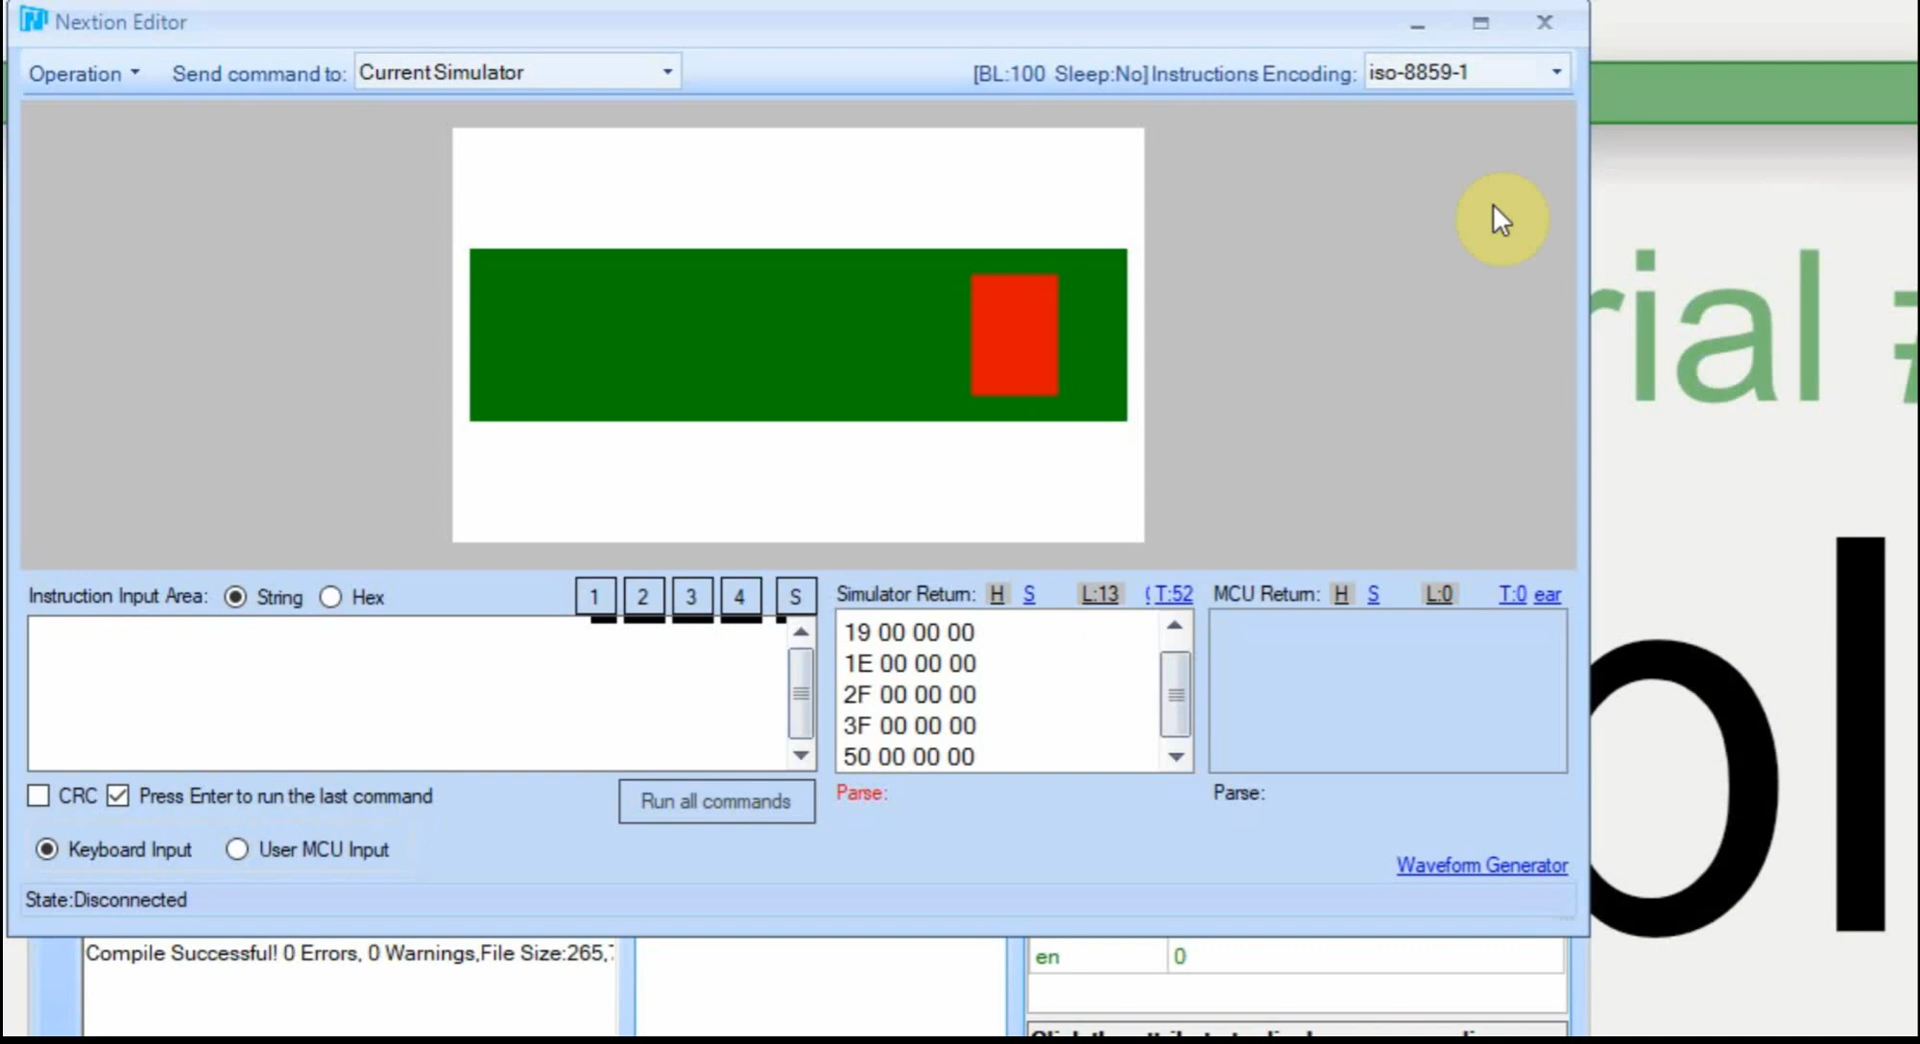 Nextion Editor
Operation Send command to: CurrentSimulator [BL:100 Sleep:No] Instructions Encoding: iso-8859-1
rial #
ol
Instruction Input Area: String Hex 1 2 3 4 S
Simulator Return: H S L:13 T:52
MCU Return: H S L:0 T:0 ear
19 00 00 00
1E 00 00 00
2F 00 00 00
3F 00 00 00
50 00 00 00
CRC Press Enter to run the last command Run all commands
Parse:
Parse:
Keyboard Input User MCU Input
Waveform Generator
State:Disconnected
Compile Successful! 0 Errors, 0 Warnings,File Size:265,
en 0